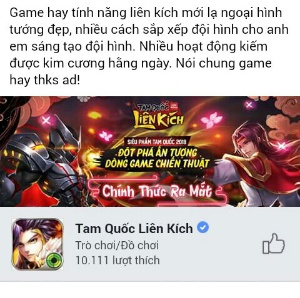 Game hay tính năng liên kích mới lạ ngoại hình
tướng đẹp, nhiều cách sắp xếp đội hình cho anh
em sáng tạo đội hình. Nhiều hoạt động kiếm
được kim cương hằng ngày. Nói chung game
hay thks ad!
TAM QUỐC
LIÊN KÍCH
SIÊU PHẨM TAM QUỐC 2018
ĐỘT PHÁ ẤN TƯỢNG
DÒNG GAME CHIẾN THUẬT
Chính Thức Ra Mắt
Tam Quốc Liên Kích
Trò chơi/Đồ chơi
10.111 lượt thích